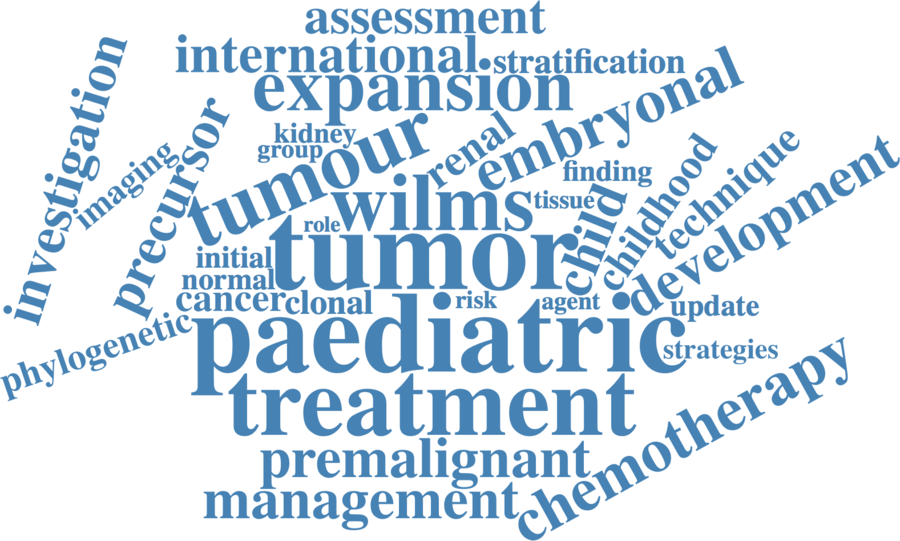 assessment
international
stratification
expansion
investigation
imaging
precursor
kidney
group
tumour
renal
embryonal
finding
tissue
wilms
role
child
childhood
technique
development
initial
normal
tumor
cancer
clonal
risk
agent
update
phylogenetic
paediatric
strategies
treatment
premalignant
management
chemotherapy